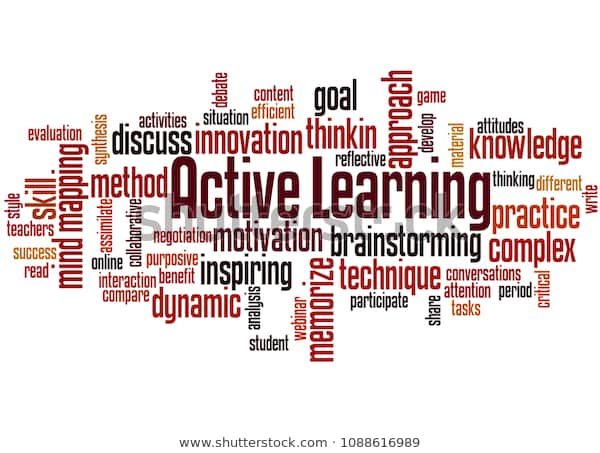 debate
content
goal
approach
game
activities
situation
efficient
develop
evaluation
synthesis
discuss
innovation
thinkin
reflective
material
attitudes
knowledge
style
skill
mind mapping
method
Active Learning
thinking
different
write
teachers
assimilate
collaborative
negotiation
motivation
brainstorming
practice
complex
success
read
online
purposive
inspiring
memorize
technique
conversations
interaction
benefit
attention
period
critical
compare
dynamic
analysis
webinar
participate
share
tasks
student
shutterstock
www.shutterstock.com · 1088616989